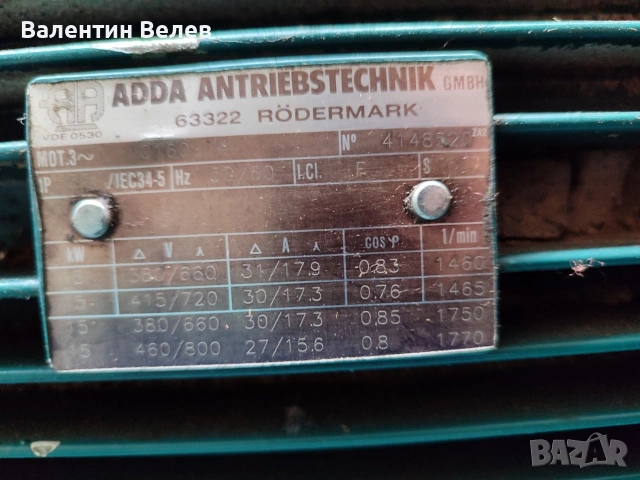 Валентин Велев
ADDA ANTRIEBSTECHNIK GMBH
VDE 0530
63322 RÖDERMARK
MOT.3~ Nº
IP /IEC34-5 Hz I.Cl. F S
kW Δ V ⅄ Δ A ⅄ COS φ 1/min
380/660 31/17.9 0.83 1460
15 415/720 30/17.3 0.76 1465
15 380/660 30/17.3 0.85 1750
15 460/800 27/15.6 0.8 1770
BAZAR